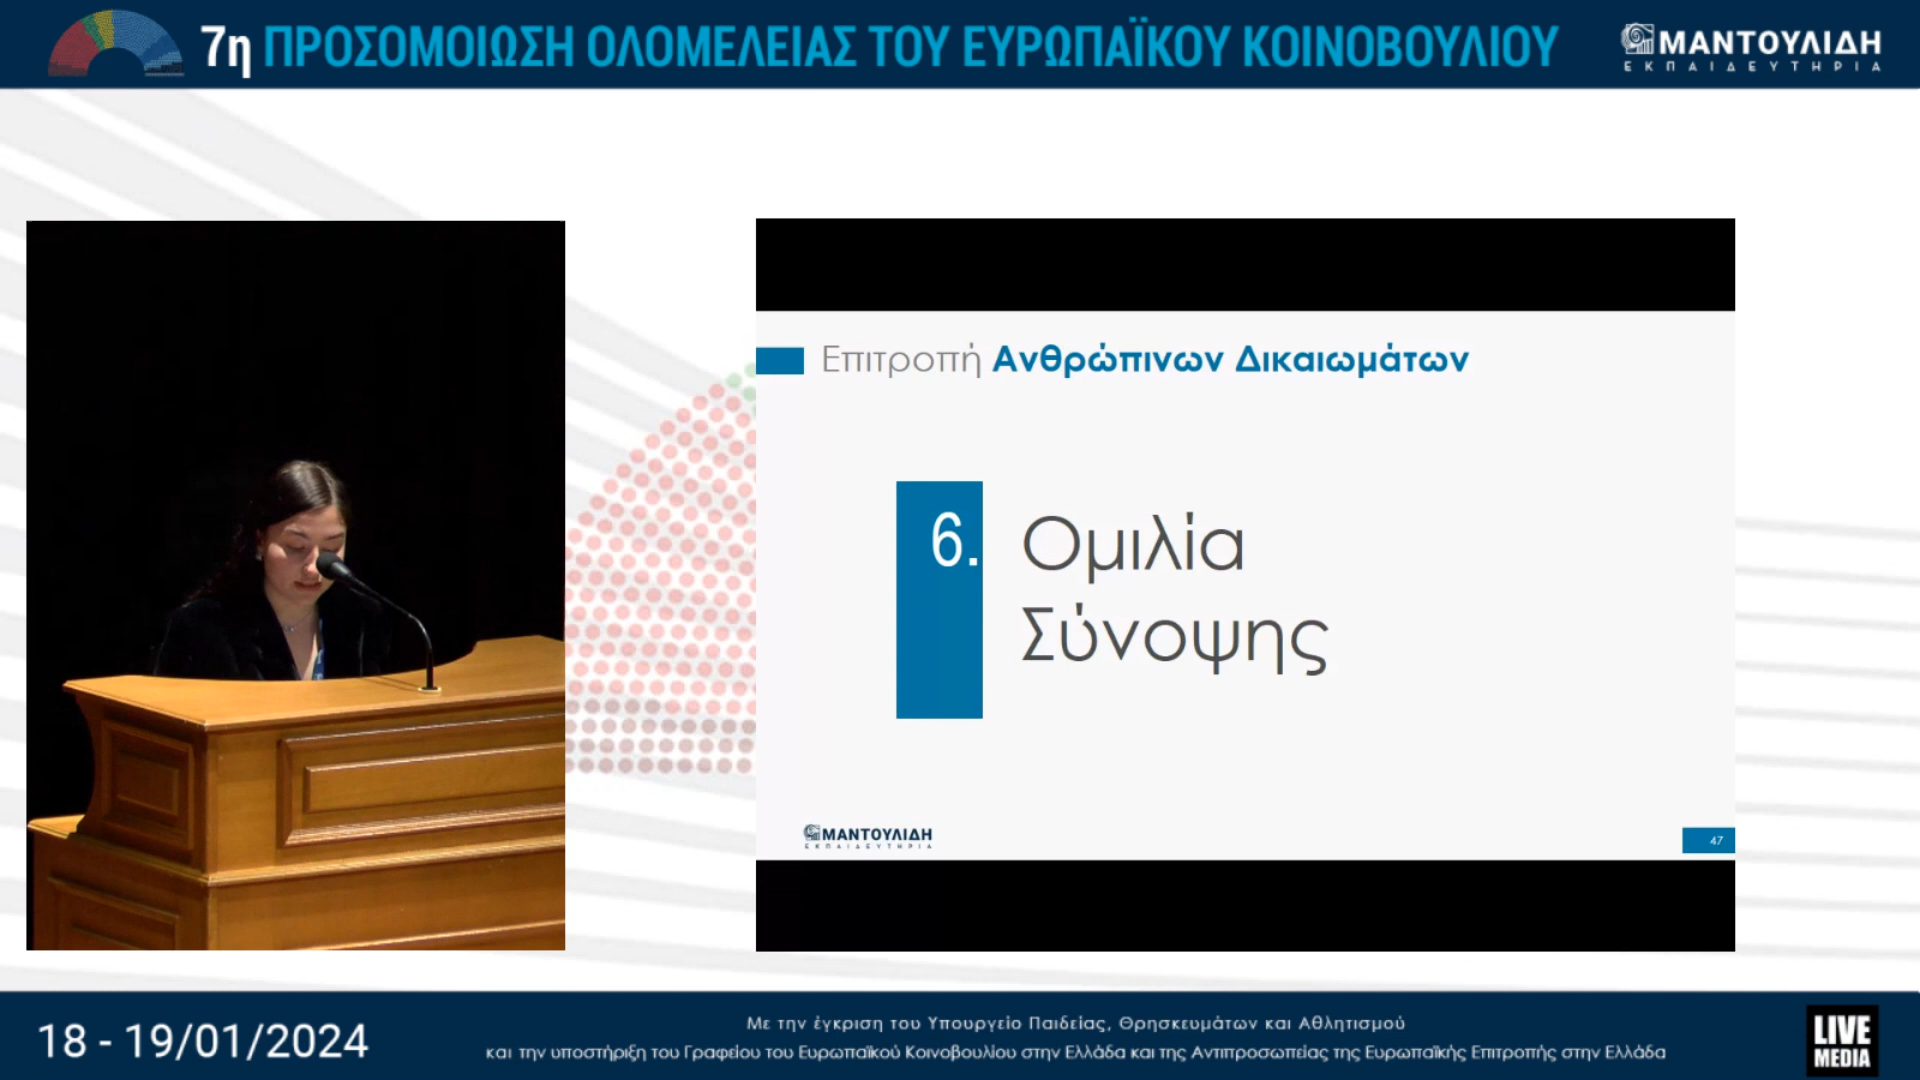 7η ΠΡΟΣΟΜΟΙΩΣΗ ΟΛΟΜΕΛΕΙΑΣ ΤΟΥ ΕΥΡΩΠΑΪΚΟΥ ΚΟΙΝΟΒΟΥΛΙΟΥ
ΜΑΝΤΟΥΛΙΔΗ
ΕΚΠΑΙΔΕΥΤΗΡΙΑ
Επιτροπή Ανθρώπινων Δικαιωμάτων
6. Ομιλία
Σύνοψης
ΜΑΝΤΟΥΛΙΔΗ
ΕΚΠΑΙΔΕΥΤΗΡΙΑ
47
18 - 19/01/2024
Με την έγκριση του Υπουργείο Παιδείας, Θρησκευμάτων και Αθλητισμού
και την υποστήριξη του Γραφείου του Ευρωπαϊκού Κοινοβουλίου στην Ελλάδα και της Αντιπροσωπείας της Ευρωπαϊκής Επιτροπής στην Ελλάδα
LIVE
MEDIA